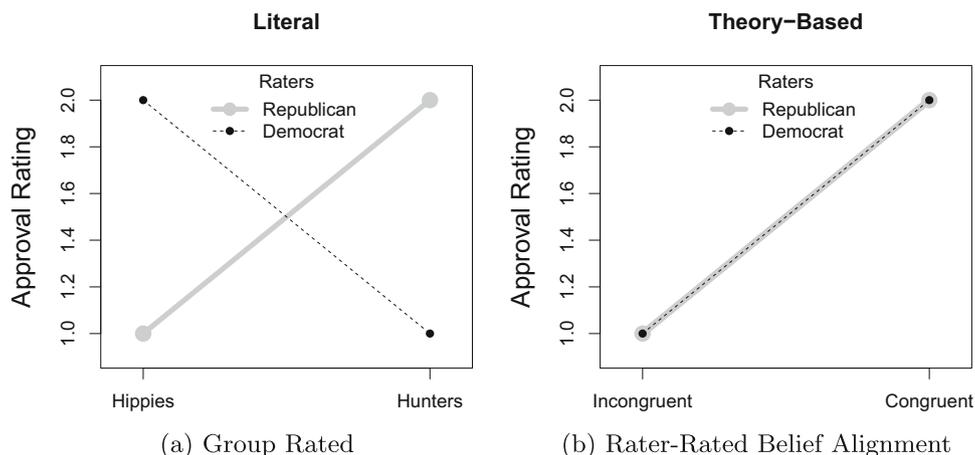 Literal
Approval Rating
2.0
1.8
1.6
1.4
1.2
1.0
Raters
Republican
Democrat
Hippies Hunters
(a) Group Rated
Theory−Based
Approval Rating
2.0
1.8
1.6
1.4
1.2
1.0
Raters
Republican
Democrat
Incongruent Congruent
(b) Rater-Rated Belief Alignment